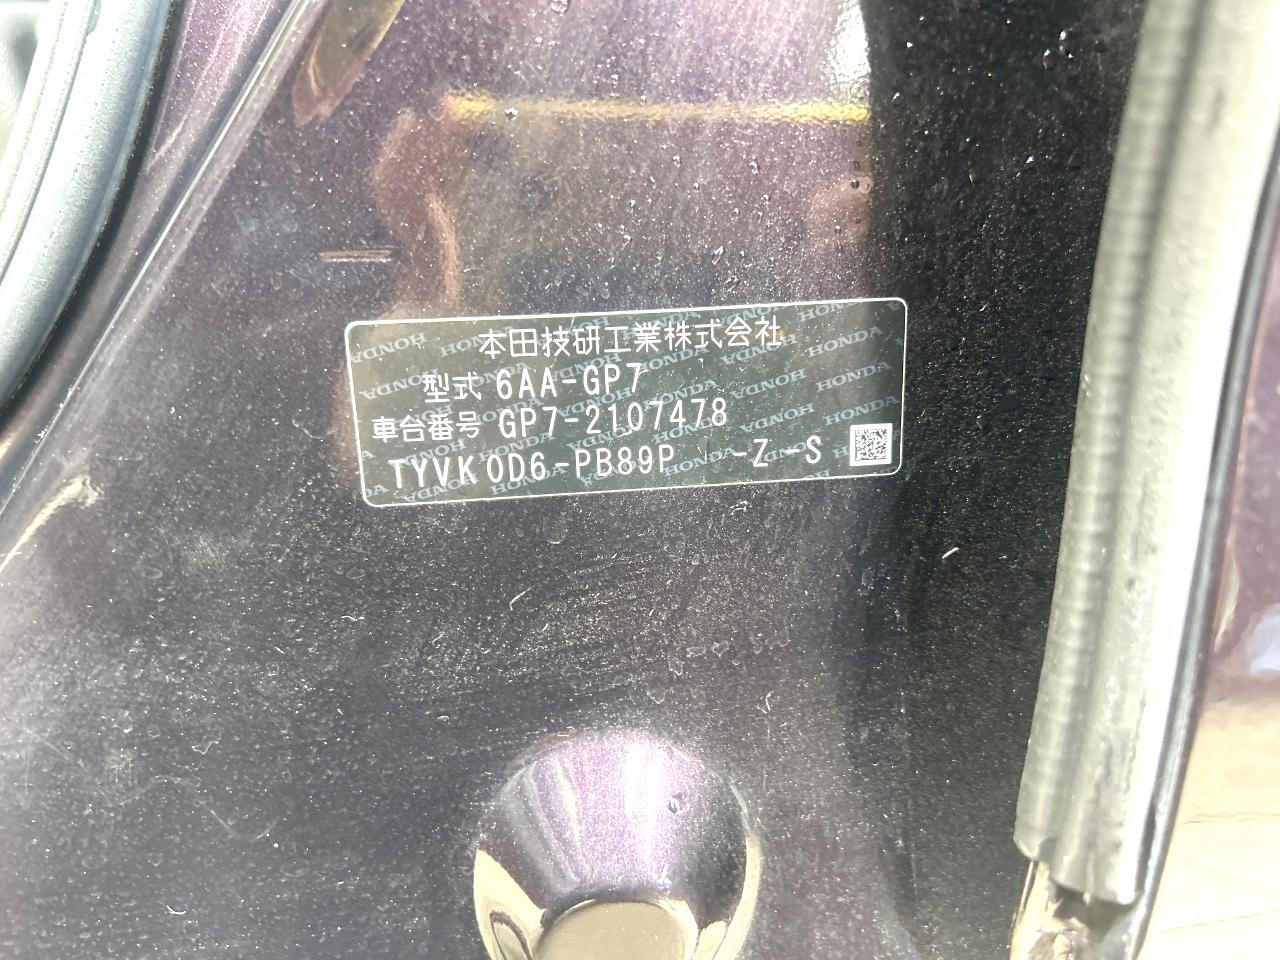 本田技研工業株式会社
型式 6AA-GP7
車台番号 GP7-2107478
TYVK0D6-PB89P -Z -S